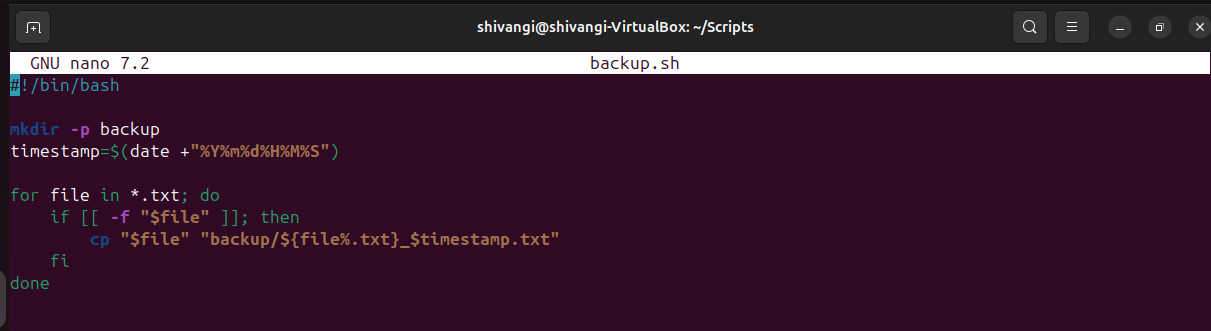 shivangi@shivangi-VirtualBox: ~/Scripts
GNU nano 7.2 backup.sh
#!/bin/bash

mkdir -p backup
timestamp=$(date +"%Y%m%d%H%M%S")

for file in *.txt; do
    if [[ -f "$file" ]]; then
        cp "$file" "backup/${file%.txt}_$timestamp.txt"
    fi
done